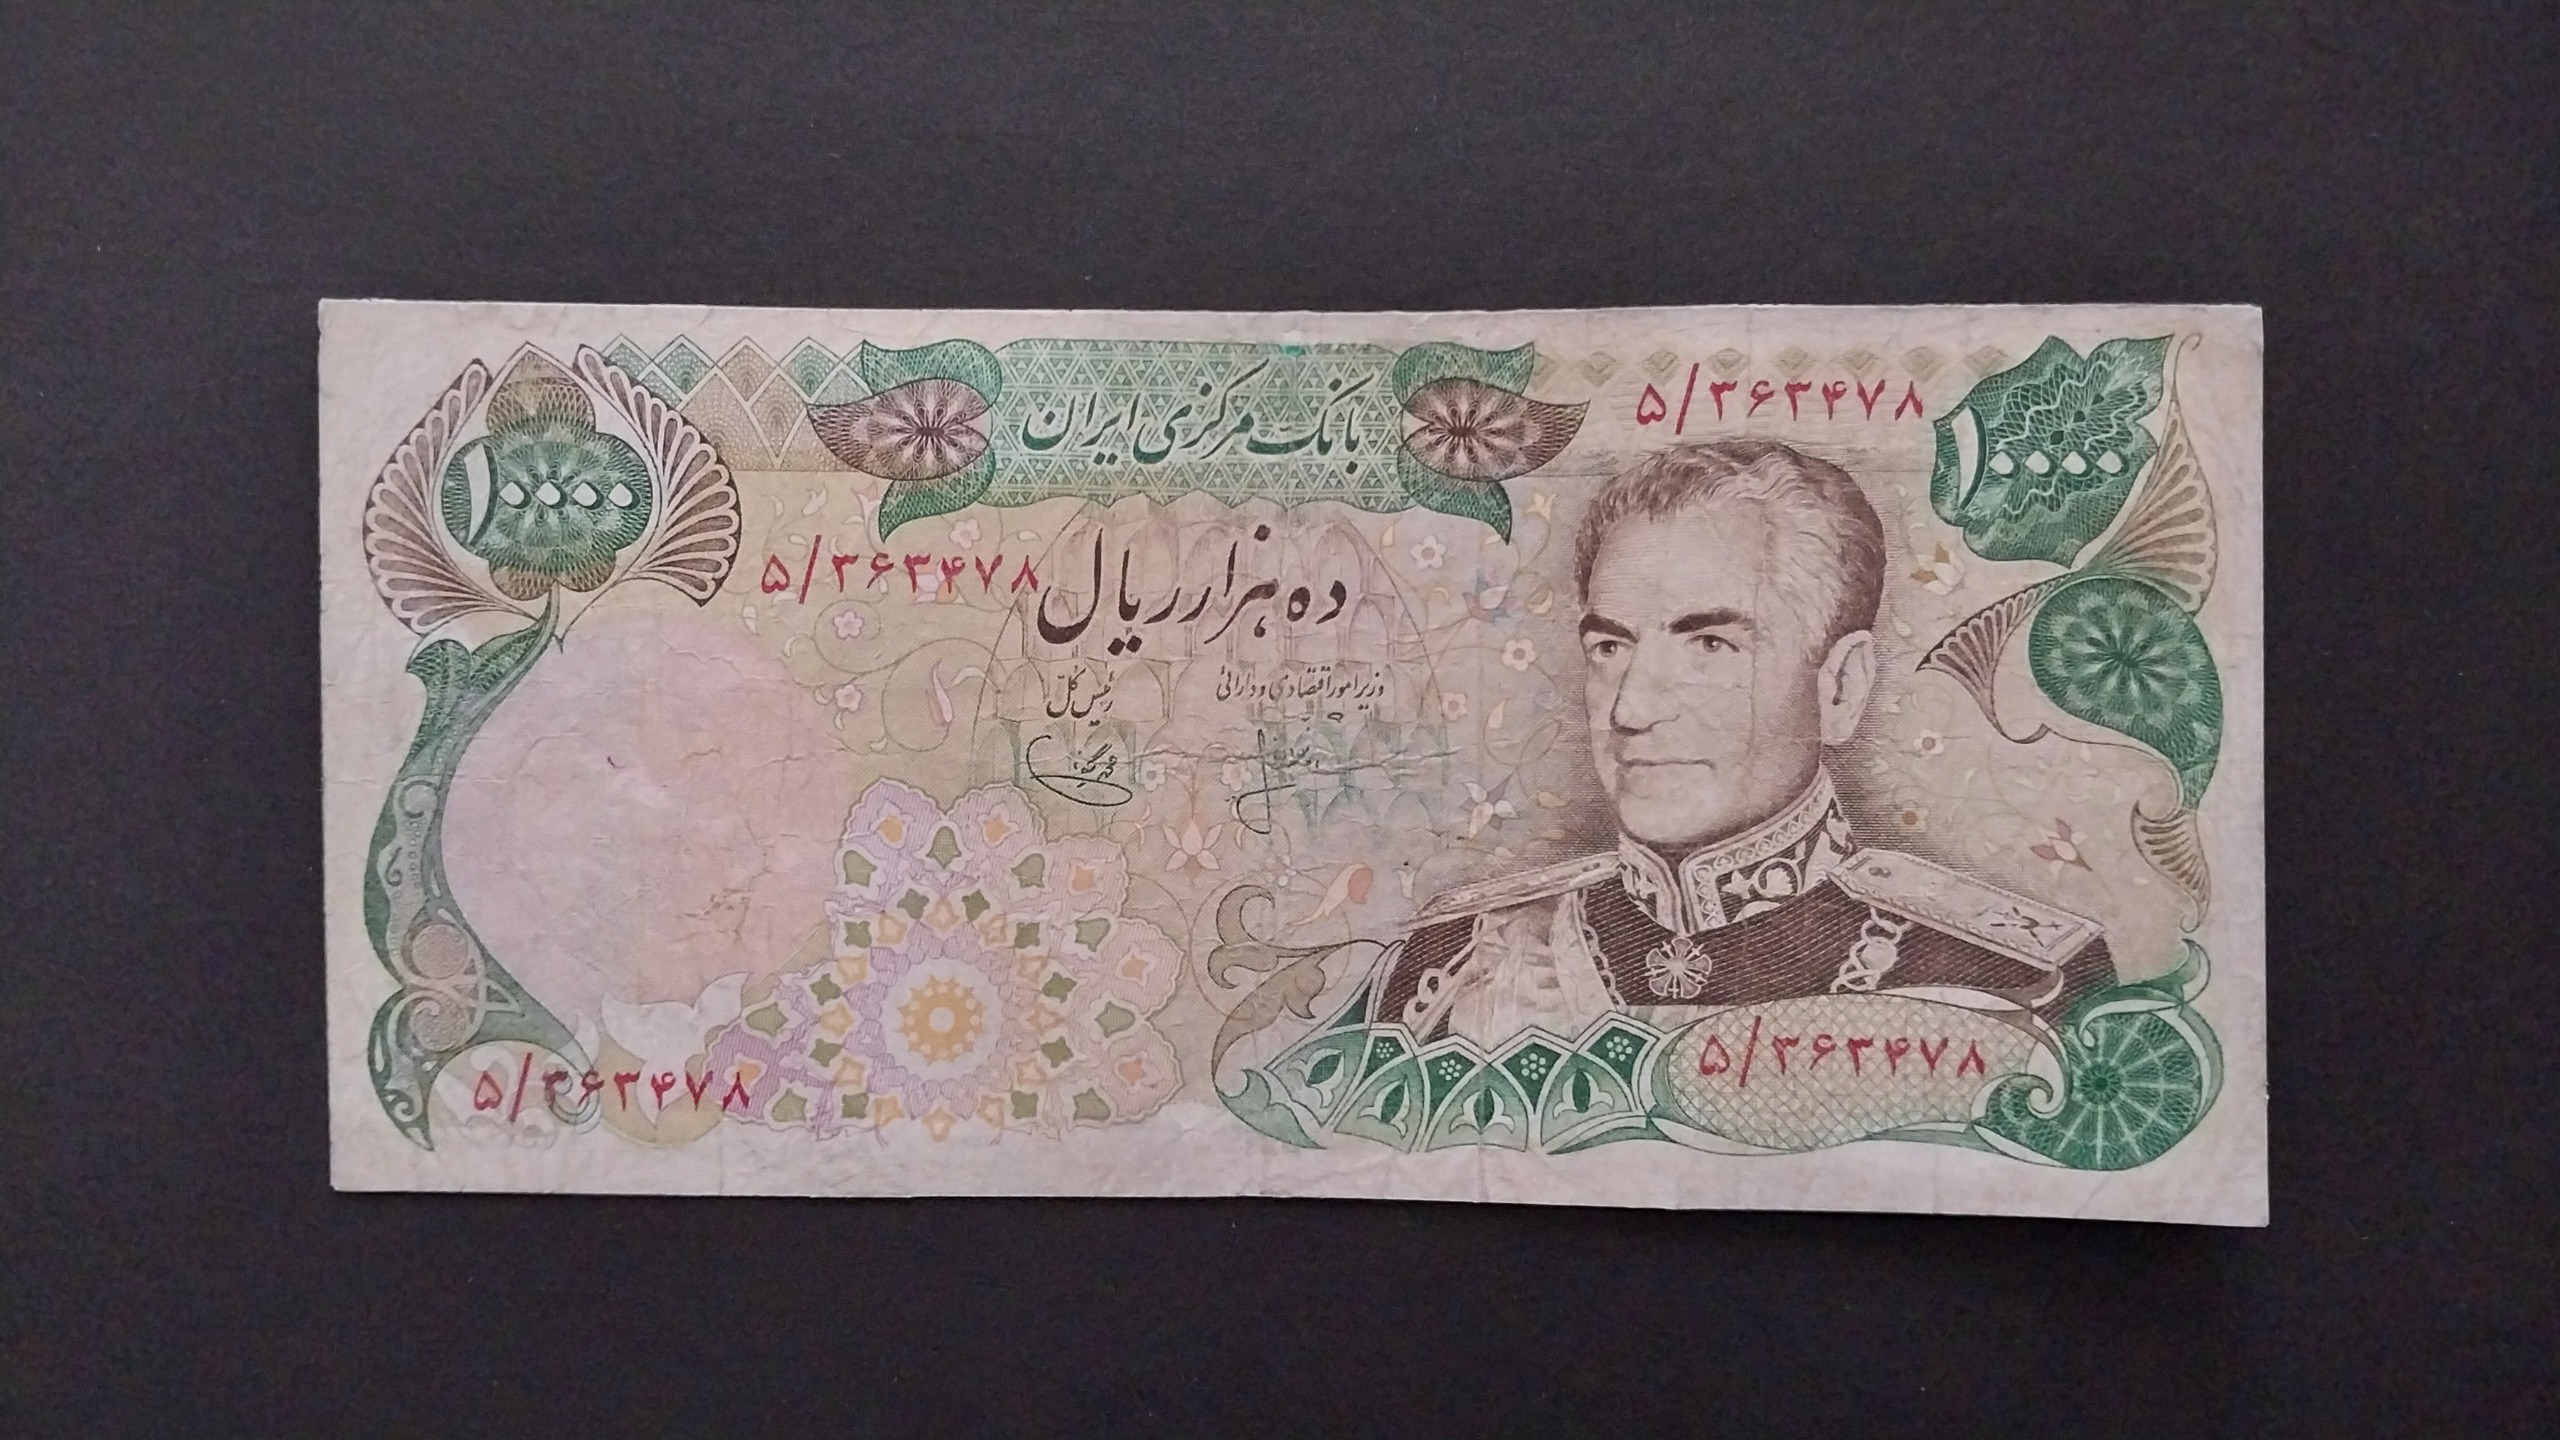 بانک مرکزی ایران
۵/۳۶۳۴۷۸
۱۰۰۰۰
۱۰۰۰۰
۵/۳۶۳۴۷۸
ده هزار ریال
وزیر امور اقتصادی و دارائی
رئیس کل
۵/۳۶۳۴۷۸
۵/۳۶۳۴۷۸